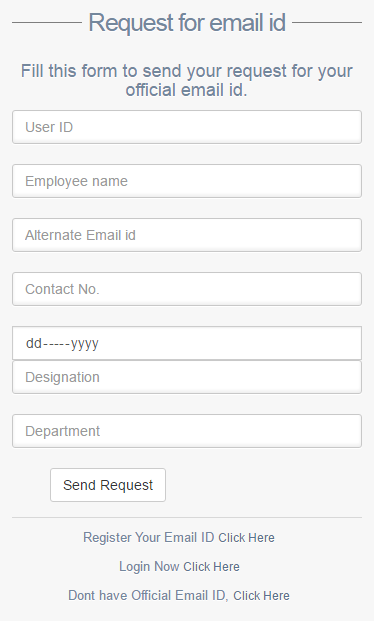 Request for email id
Fill this form to send your request for your
official email id.
User ID
Employee name
Alternate Email id
Contact No.
dd-----yyyy
Designation
Department
Send Request
Register Your Email ID Click Here
Login Now Click Here
Dont have Official Email ID, Click Here